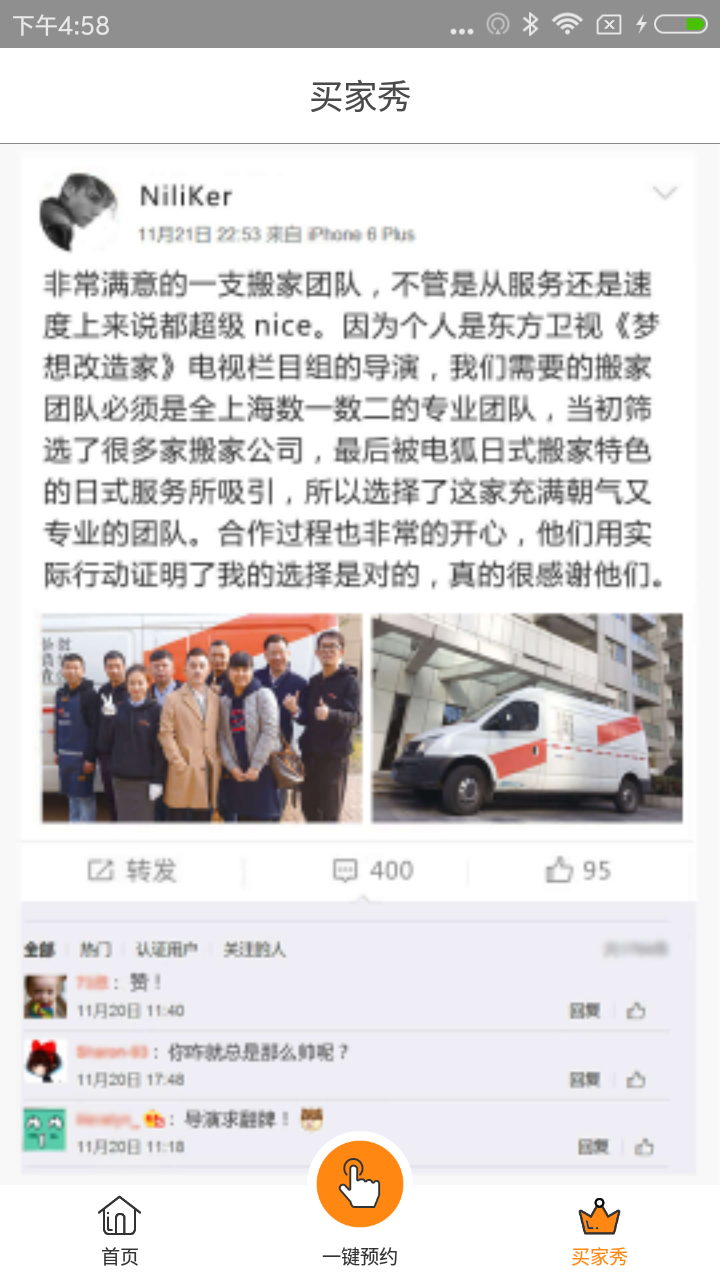 下午4:58
买家秀
NiliKer
11月21日 22:53 来自 iPhone 6 Plus
非常满意的一支搬家团队，不管是从服务还是速
度上来说都超级 nice。因为个人是东方卫视《梦
想改造家》电视栏目组的导演，我们需要的搬家
团队必须是全上海数一数二的专业团队，当初筛
选了很多家搬家公司，最后被电狐日式搬家特色
的日式服务所吸引，所以选择了这家充满朝气又
专业的团队。合作过程也非常的开心，他们用实
际行动证明了我的选择是对的，真的很感谢他们。
转发 400 95
全部 热门 认证用户 关注的人
：赞！
11月20日 11:40 回复
：你咋就总是那么帅呢？
11月20日 17:48 回复
：导演求翻牌！
11月20日 11:18 回复
首页 一键预约 买家秀